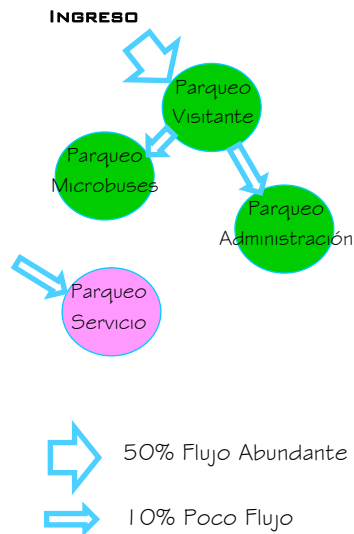 INGRESO
Parqueo
Visitante
Parqueo
Microbuses
Parqueo
Administración
Parqueo
Servicio
50% Flujo Abundante
10% Poco Flujo